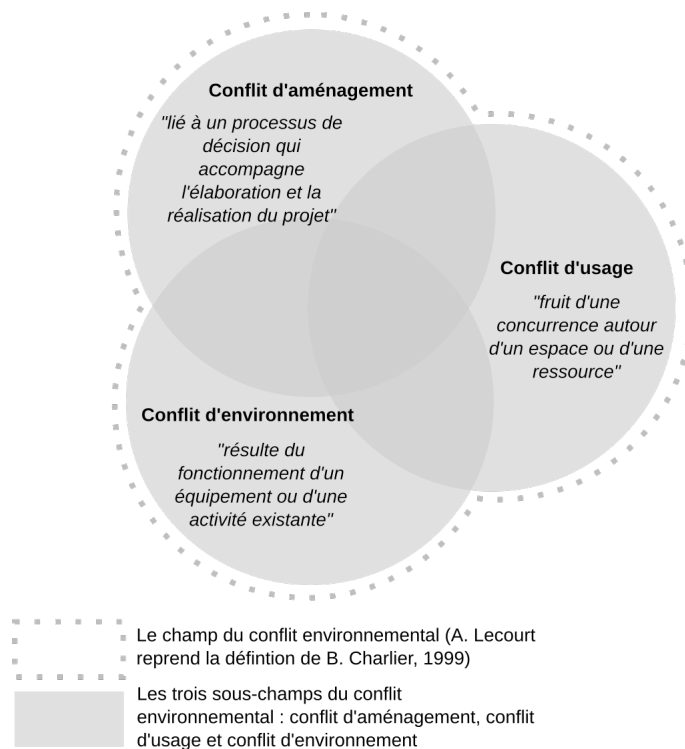 Conflit d'aménagement
"lié à un processus de
décision qui
accompagne
l'élaboration et la
réalisation du projet"
Conflit d'usage
"fruit d'une
concurrence autour
d'un espace ou d'une
ressource"
Conflit d'environnement
"résulte du
fonctionnement d'un
équipement ou d'une
activité existante"
Le champ du conflit environnemental (A. Lecourt
reprend la défintion de B. Charlier, 1999)
Les trois sous-champs du conflit
environnemental : conflit d'aménagement, conflit
d'usage et conflit d'environnement